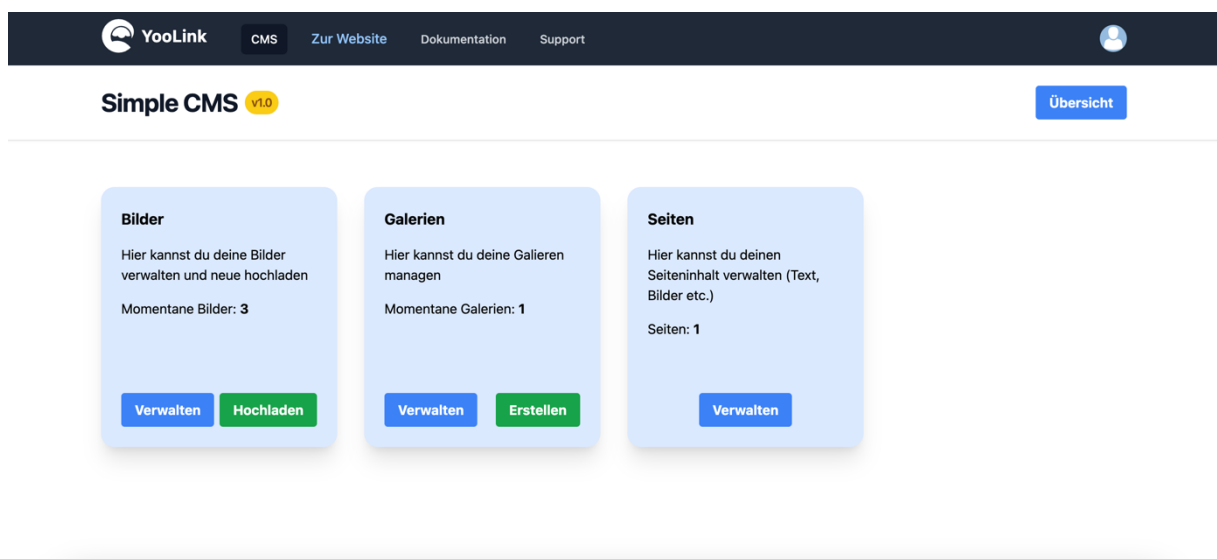 YooLink
CMS
Zur Website
Dokumentation
Support
Simple CMS v1.0
Übersicht
Bilder
Hier kannst du deine Bilder
verwalten und neue hochladen
Momentane Bilder: 3
Verwalten
Hochladen
Galerien
Hier kannst du deine Galieren
managen
Momentane Galerien: 1
Verwalten
Erstellen
Seiten
Hier kannst du deinen
Seiteninhalt verwalten (Text,
Bilder etc.)
Seiten: 1
Verwalten